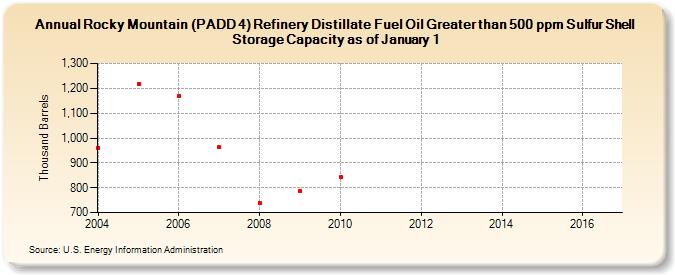 Annual Rocky Mountain (PADD 4) Refinery Distillate Fuel Oil Greater than 500 ppm Sulfur Shell
Storage Capacity as of January 1
Thousand Barrels
1,300
1,200
1,100
1,000
900
800
700
2004 2006 2008 2010 2012 2014 2016
Source: U.S. Energy Information Administration